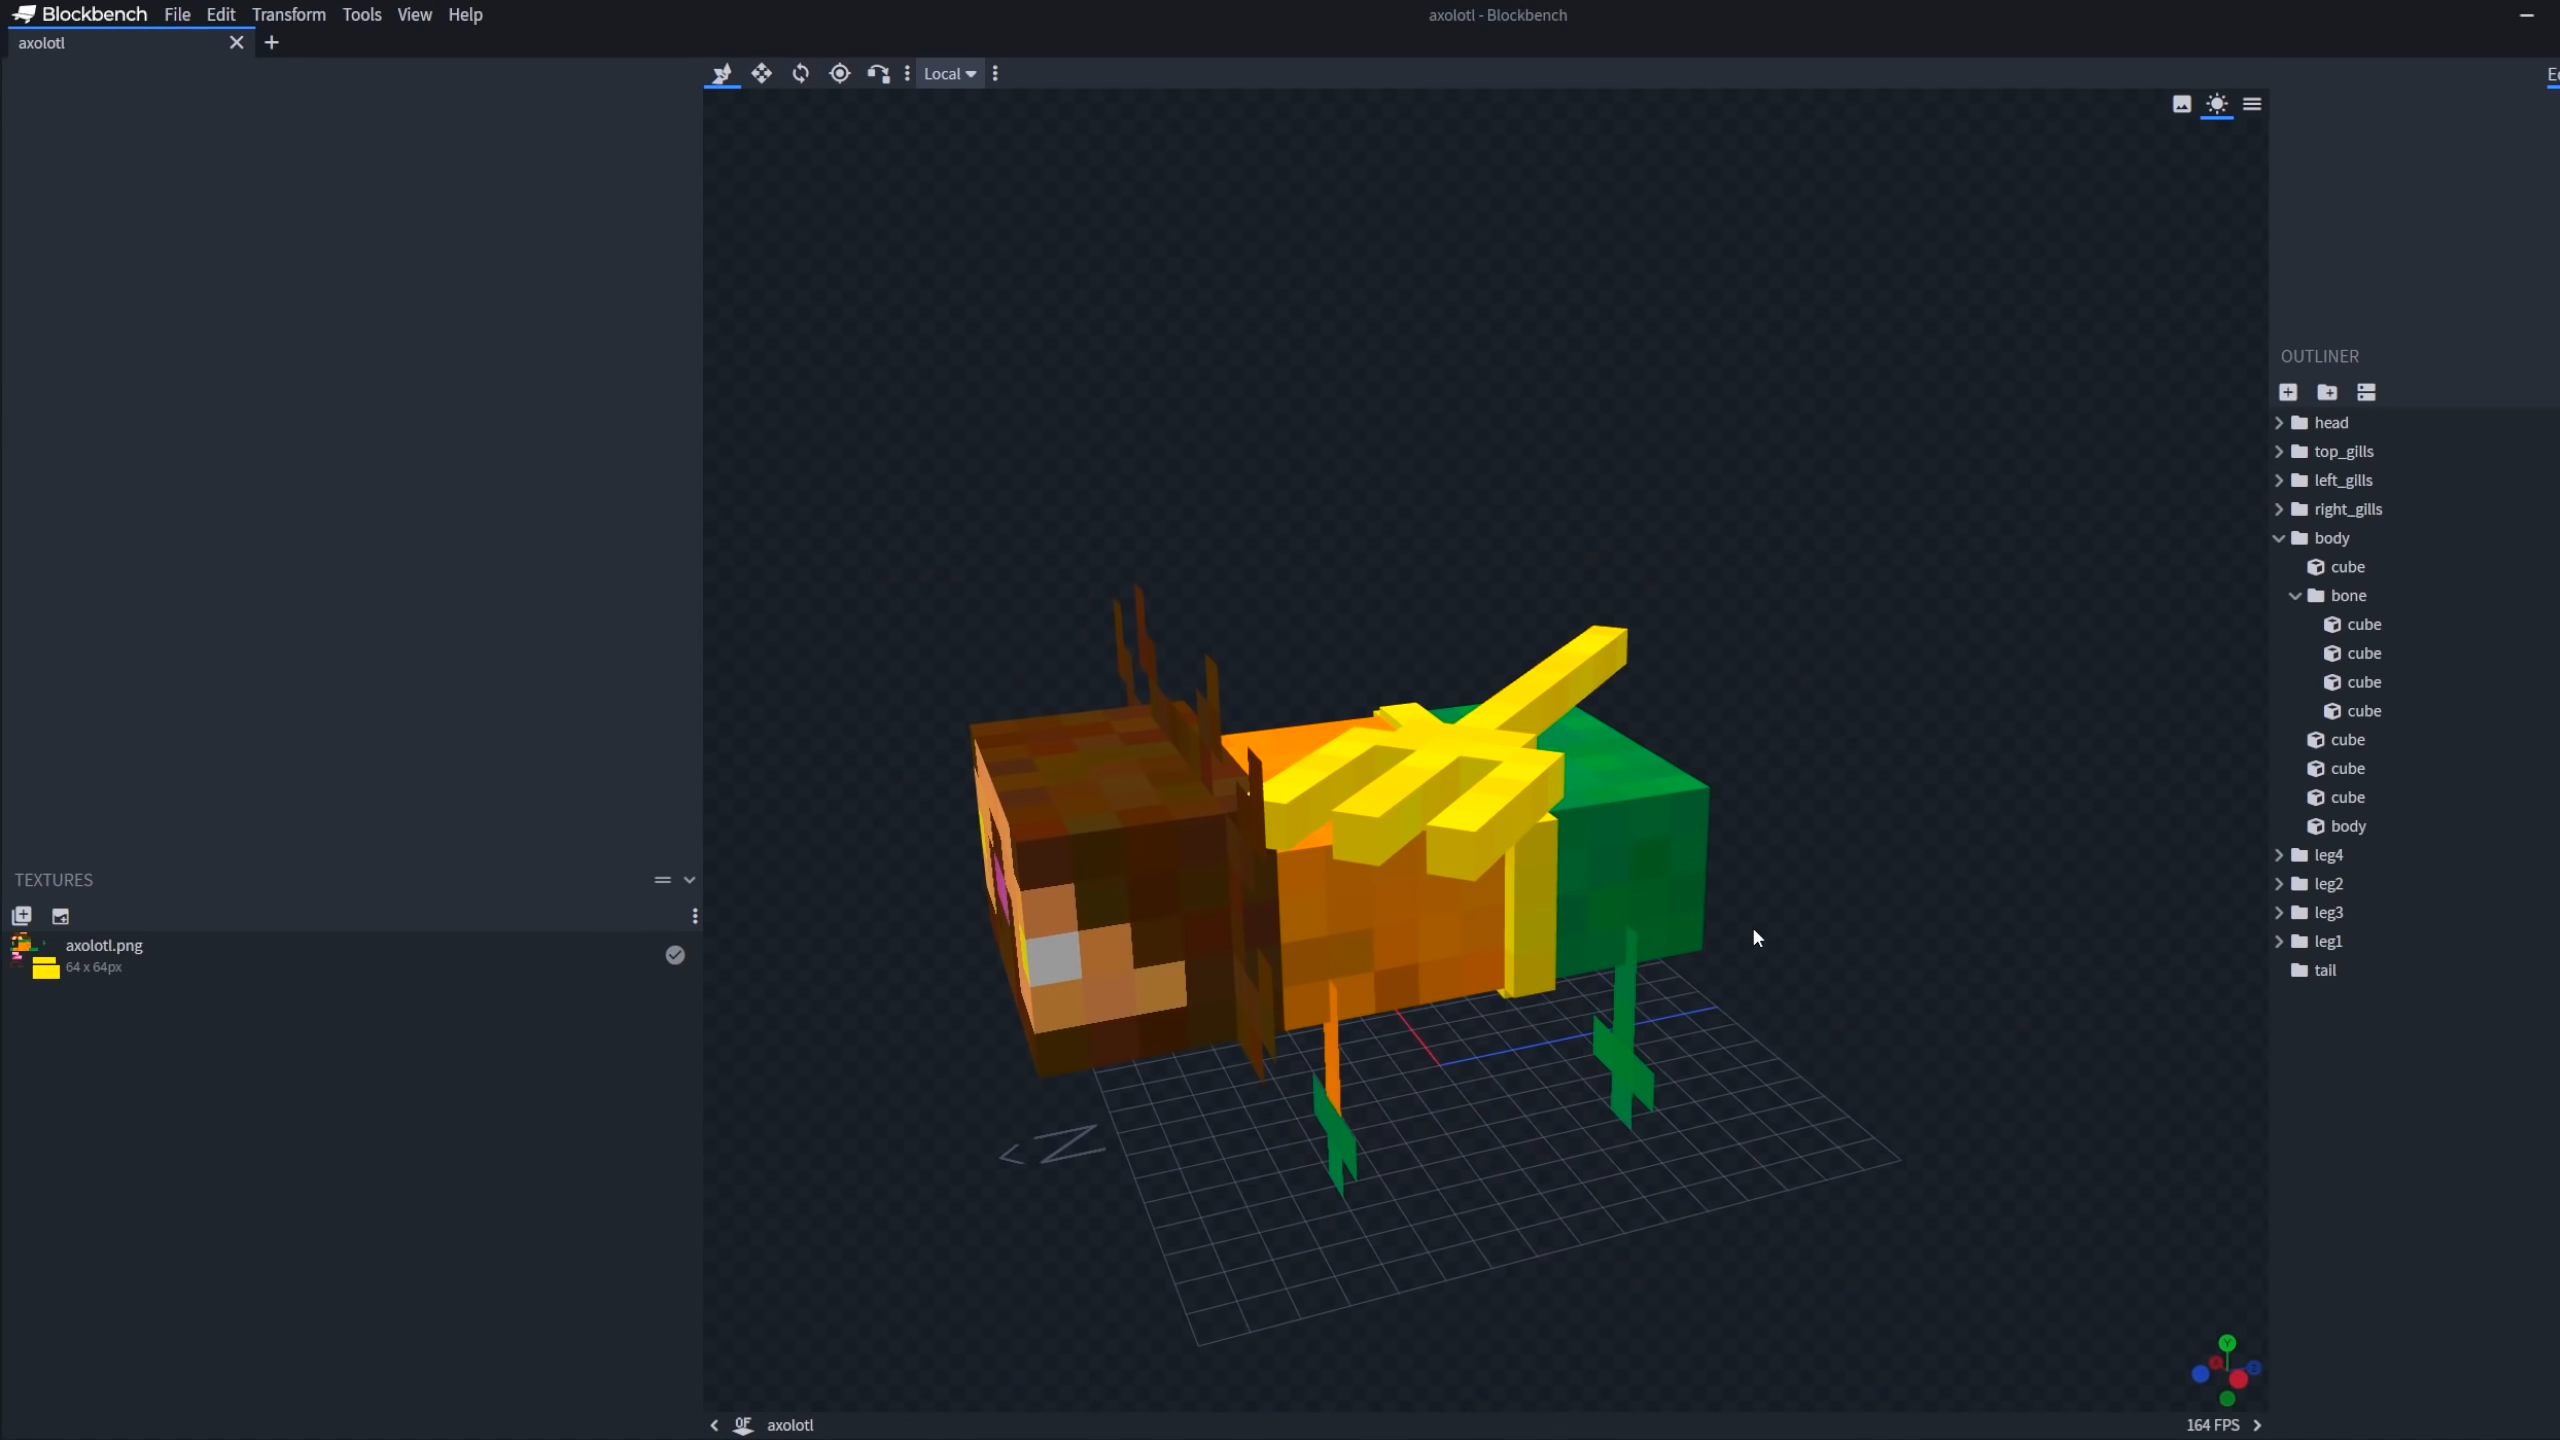 Blockbench File Edit Transform Tools View Help
axolotl - Blockbench
axolotl
Local
Ec
OUTLINER
head
top_gills
left_gills
right_gills
body
cube
bone
cube
cube
cube
cube
cube
cube
cube
body
leg4
leg2
leg3
leg1
tail
TEXTURES
axolotl.png
64 x 64px
N
Y
axolotl
164 FPS